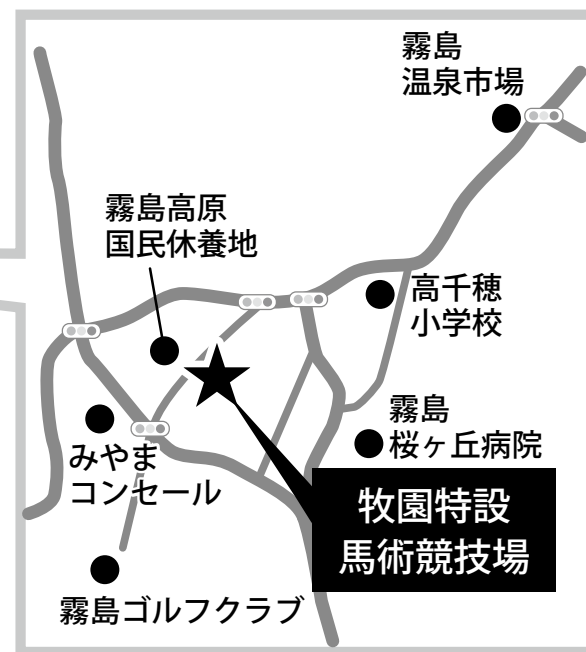 霧島
温泉市場
霧島高原
国民休養地
高千穂
小学校
霧島
桜ヶ丘病院
みやま
コンセール
牧園特設
馬術競技場
霧島ゴルフクラブ